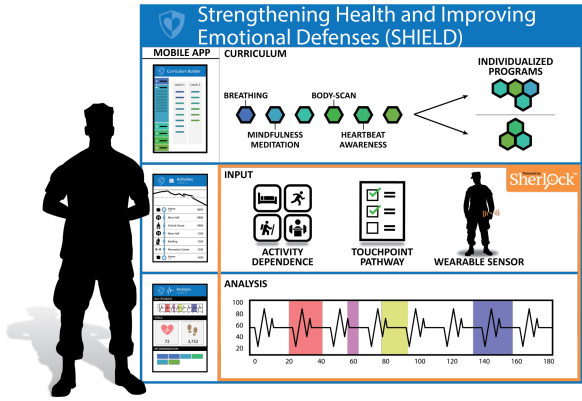 Strengthening Health and Improving
Emotional Defenses (SHIELD)
MOBILE APP
CURRICULUM
INDIVIDUALIZED
PROGRAMS
Curriculum Builder
BREATHING
BODY-SCAN
MINDFULNESS
MEDITATION
HEARTBEAT
AWARENESS
Activities
INPUT
Powered by
Sherlock
ACTIVITY
DEPENDENCE
TOUCHPOINT
PATHWAY
WEARABLE SENSOR
Analysis
72
3,752
ANALYSIS
100
80
60
40
20
0 20 40 60 80 100 120 140 160 180